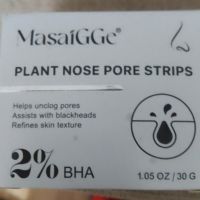 MasaiGGe®
PLANT NOSE PORE STRIPS
Helps unclog pores
Assists with blackheads
Refines skin texture
2% BHA
1.05 OZ / 30 G